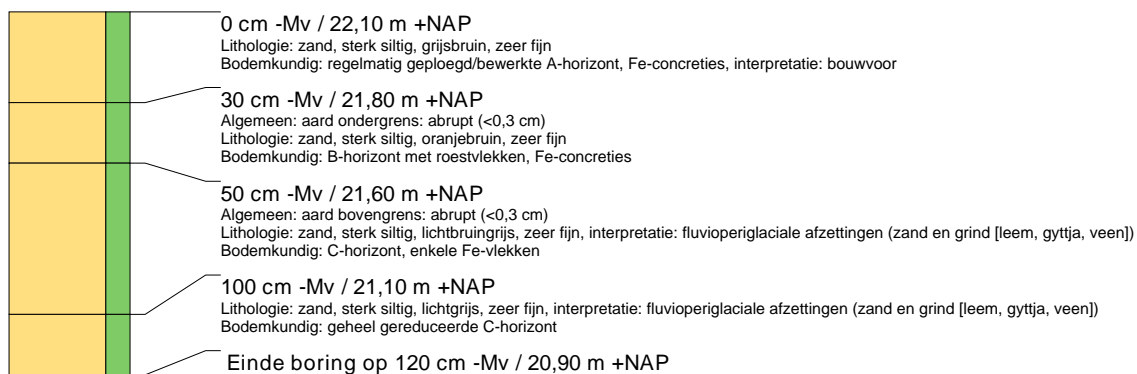 0 cm -Mv / 22,10 m +NAP
Lithologie: zand, sterk siltig, grijsbruin, zeer fijn
Bodemkundig: regelmatig geploegd/bewerkte A-horizont, Fe-concreties, interpretatie: bouwvoor
30 cm -Mv / 21,80 m +NAP
Algemeen: aard ondergrens: abrupt (<0,3 cm)
Lithologie: zand, sterk siltig, oranjebruin, zeer fijn
Bodemkundig: B-horizont met roestvlekken, Fe-concreties
50 cm -Mv / 21,60 m +NAP
Algemeen: aard bovengrens: abrupt (<0,3 cm)
Lithologie: zand, sterk siltig, lichtbruingrijs, zeer fijn, interpretatie: fluvioperiglaciale afzettingen (zand en grind [leem, gyttja, veen])
Bodemkundig: C-horizont, enkele Fe-vlekken
100 cm -Mv / 21,10 m +NAP
Lithologie: zand, sterk siltig, lichtgrijs, zeer fijn, interpretatie: fluvioperiglaciale afzettingen (zand en grind [leem, gyttja, veen])
Bodemkundig: geheel gereduceerde C-horizont
Einde boring op 120 cm -Mv / 20,90 m +NAP